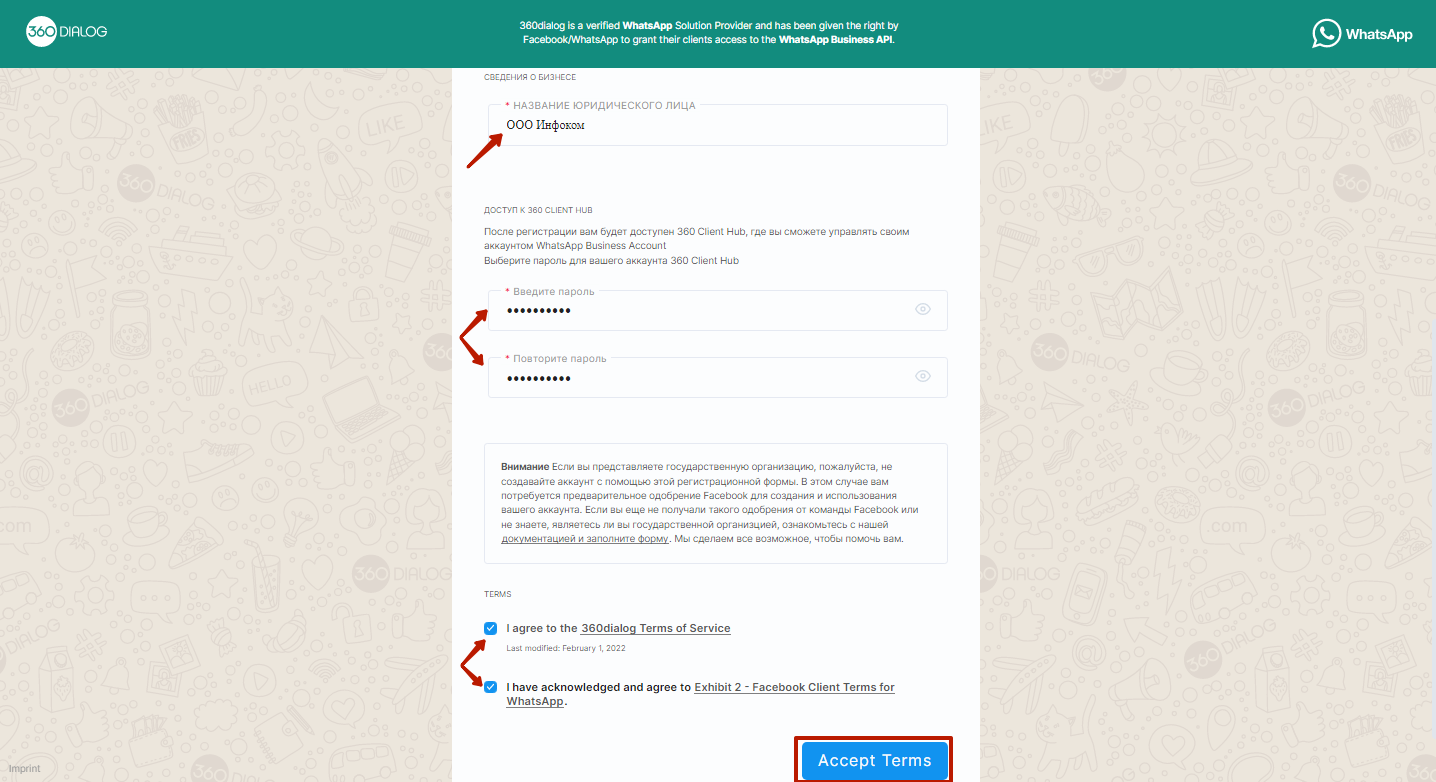 360 DIALOG
360dialog is a verified WhatsApp Solution Provider and has been given the right by
Facebook/WhatsApp to grant their clients access to the WhatsApp Business API.
WhatsApp
СВЕДЕНИЯ О БИЗНЕСЕ
* НАЗВАНИЕ ЮРИДИЧЕСКОГО ЛИЦА
ООО Инфоком
ДОСТУП К 360 CLIENT HUB
После регистрации вам будет доступен 360 Client Hub, где вы сможете управлять своим
аккаунтом WhatsApp Business Account
Выберите пароль для вашего аккаунта 360 Client Hub
* Введите пароль
••••••••••
* Повторите пароль
••••••••••
Внимание Если вы представляете государственную организацию, пожалуйста, не
создавайте аккаунт с помощью этой регистрационной формы. В этом случае вам
потребуется предварительное одобрение Facebook для создания и использования
вашего аккаунта. Если вы еще не получали такого одобрения от команды Facebook или
не знаете, являетесь ли вы государственной организцией, ознакомьтесь с нашей
документацией и заполните форму. Мы сделаем все возможное, чтобы помочь вам.
TERMS
I agree to the 360dialog Terms of Service
Last modified: February 1, 2022
I have acknowledged and agree to Exhibit 2 - Facebook Client Terms for
WhatsApp.
Accept Terms
Imprint